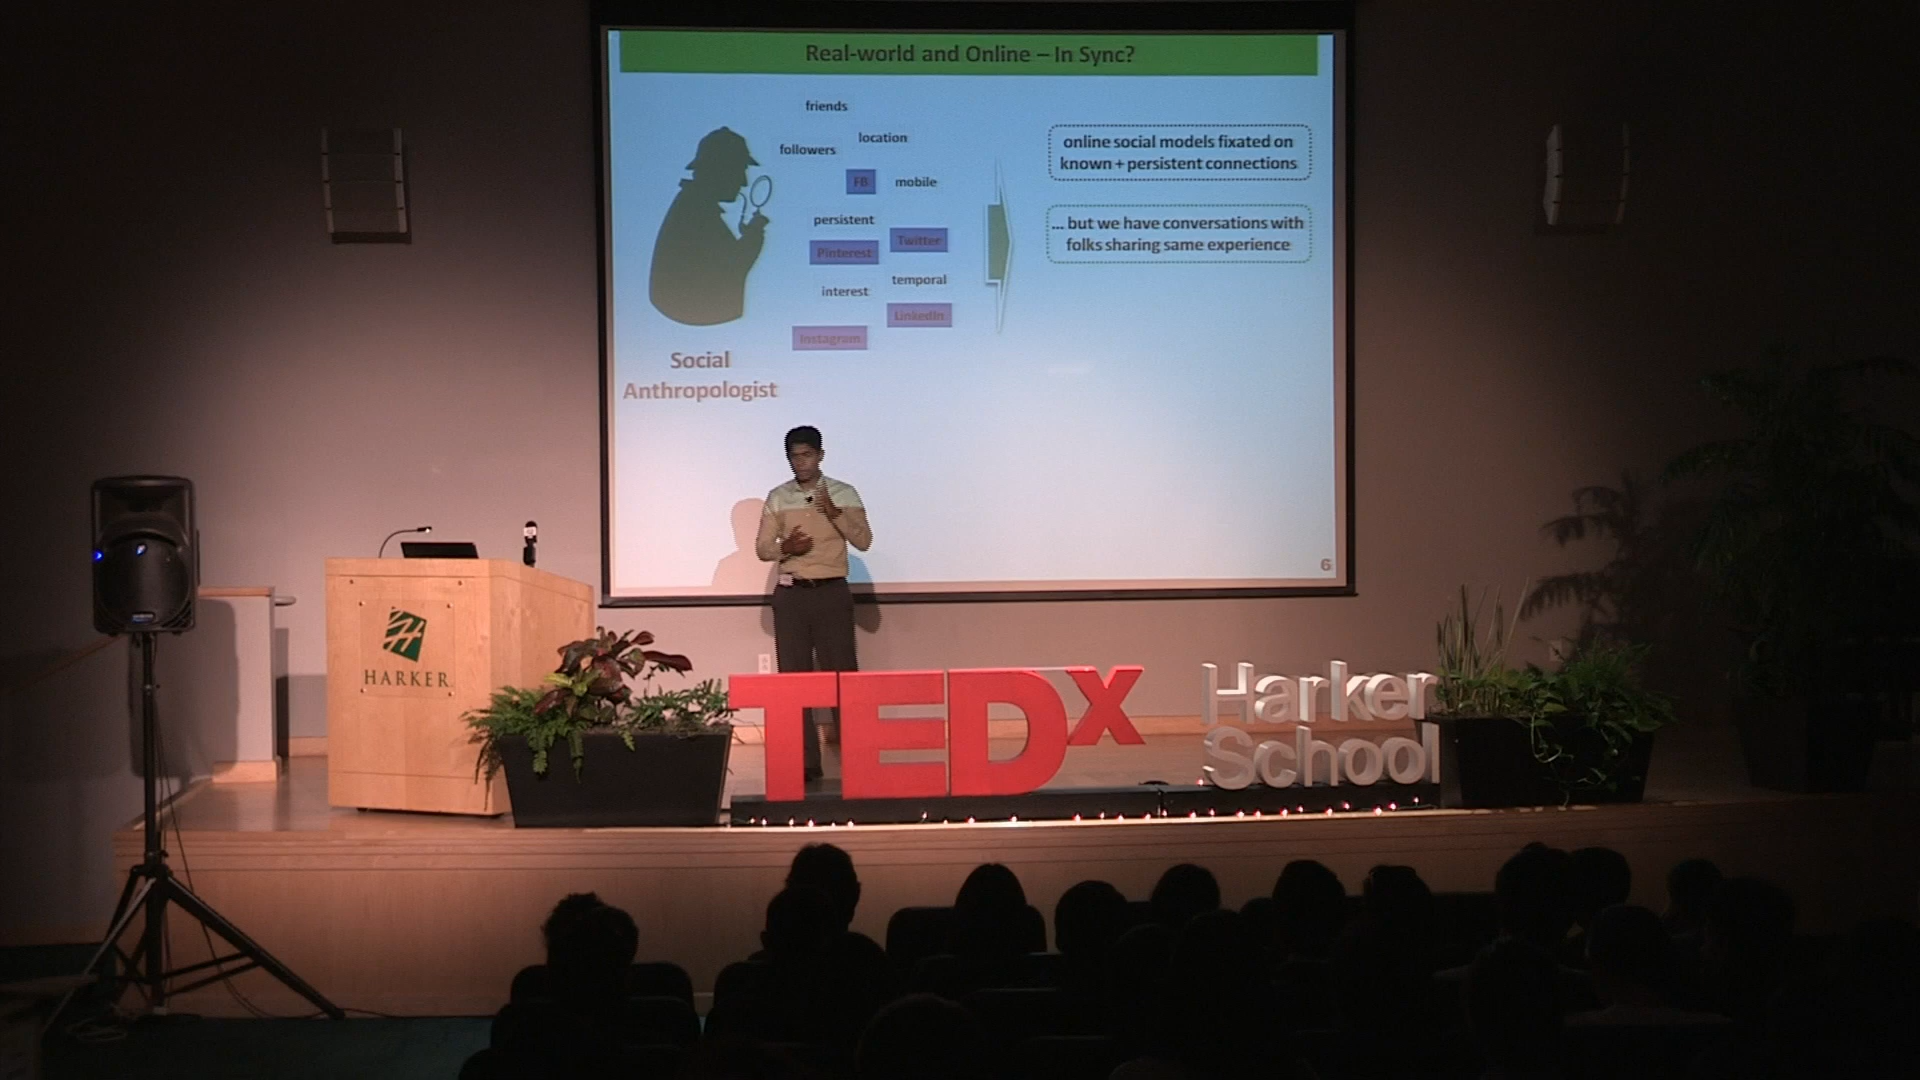 Real-world and Online – In Sync?
friends
location
followers
FB
mobile
persistent
Twitter
Pinterest
temporal
interest
LinkedIn
Instagram
Social
Anthropologist
online social models fixated on
known + persistent connections
... but we have conversations with
folks sharing same experience
6
HARKER
TEDx
Harker
School